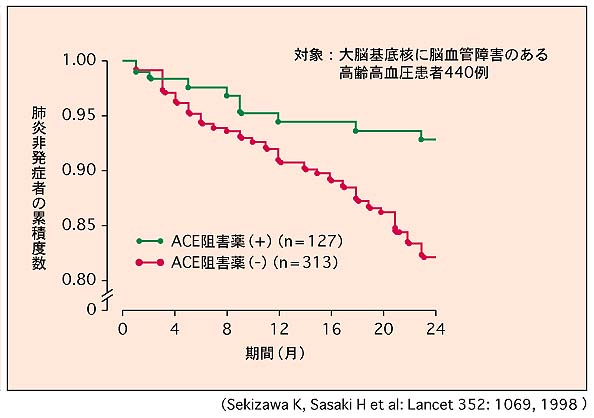 対象：大脳基底核に脳血管障害のある
高齢高血圧患者440例
肺炎非発症者の累積度数
1.00
0.95
0.90
0.85
0.80
0
ACE阻害薬（+）（n＝127）
ACE阻害薬（-）（n＝313）
0 4 8 12 16 20 24
期間（月）
（Sekizawa K, Sasaki H et al: Lancet 352: 1069, 1998 ）